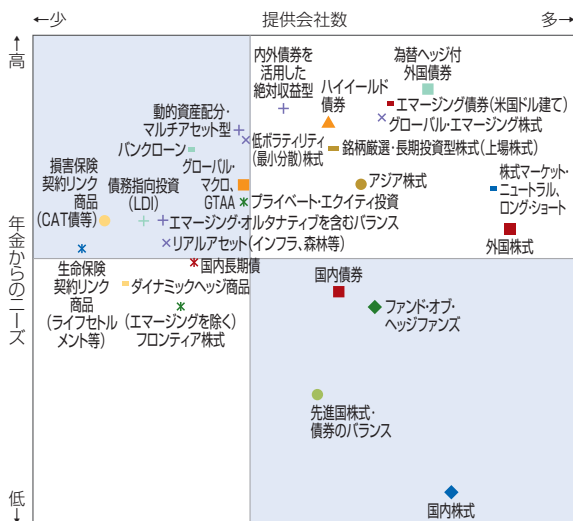 ←少
提供会社数
多→
↑
高
年金からのニーズ
低
↓
内外債券を
活用した
絶対収益型
為替ヘッジ付
外国債券
ハイイールド
債券
エマージング債券(米国ドル建て)
グローバル・エマージング株式
動的資産配分・
マルチアセット型
低ボラティリティ
(最小分散)株式
銘柄厳選・長期投資型株式(上場株式)
バンクローン
損害保険
契約リンク
商品
(CAT債等)
債務指向投資
(LDI)
グローバル・
マクロ、
GTAA
アジア株式
株式マーケット・
ニュートラル、
ロング・ショート
プライベート・エクイティ投資
エマージング・オルタナティブを含むバランス
外国株式
リアルアセット(インフラ、森林等)
国内長期債
生命保険
契約リンク
商品
(ライフセトル
メント等)
ダイナミックヘッジ商品
(エマージングを除く)
フロンティア株式
国内債券
ファンド・オブ・
ヘッジファンズ
先進国株式・
債券のバランス
国内株式